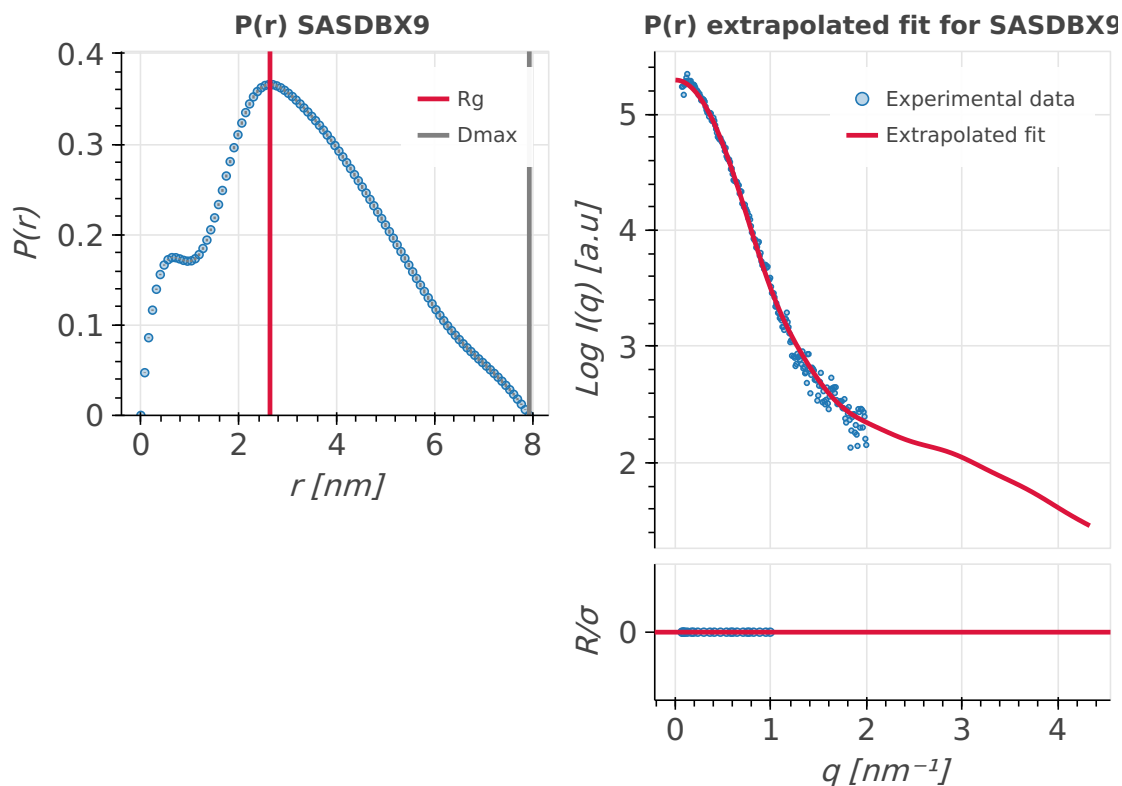 P(r) SASDBX9
0.4
0.3
0.2
0.1
0
P(r)
Rg
Dmax
0
2
4
6
8
r [nm]
P(r) extrapolated fit for SASDBX9
5
4
3
2
Log I(q) [a.u]
Experimental data
Extrapolated fit
R/σ
0
0
1
2
3
4
q [nm⁻¹]